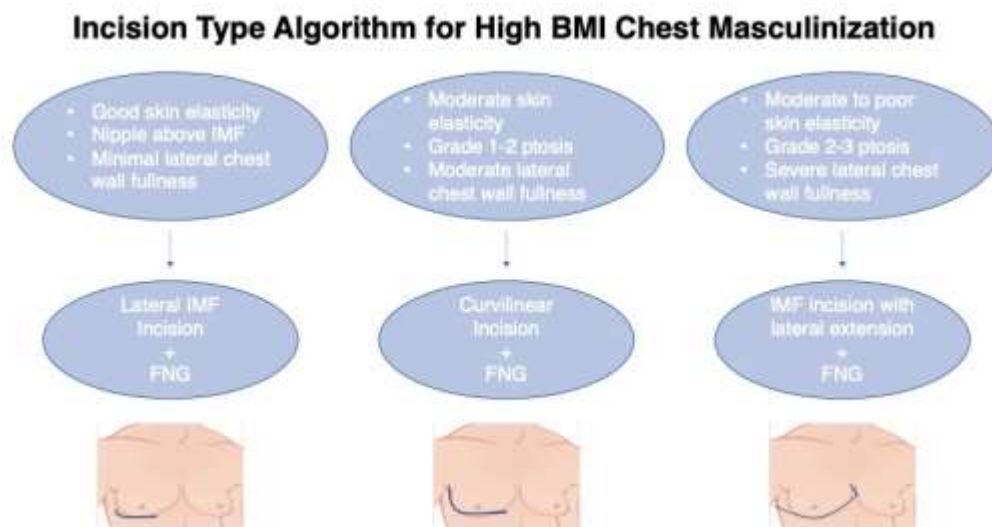 Incision Type Algorithm for High BMI Chest Masculinization
• Good skin elasticity
• Nipple above IMF
• Minimal lateral chest
wall fullness
• Moderate skin
elasticity
• Grade 1-2 ptosis
• Moderate lateral
chest wall fullness
• Moderate to poor
skin elasticity
• Grade 2-3 ptosis
• Severe lateral chest
wall fullness
Lateral IMF
Incision
+
FNG
Curvilinear
Incision
+
FNG
IMF incision with
lateral extension
+
FNG